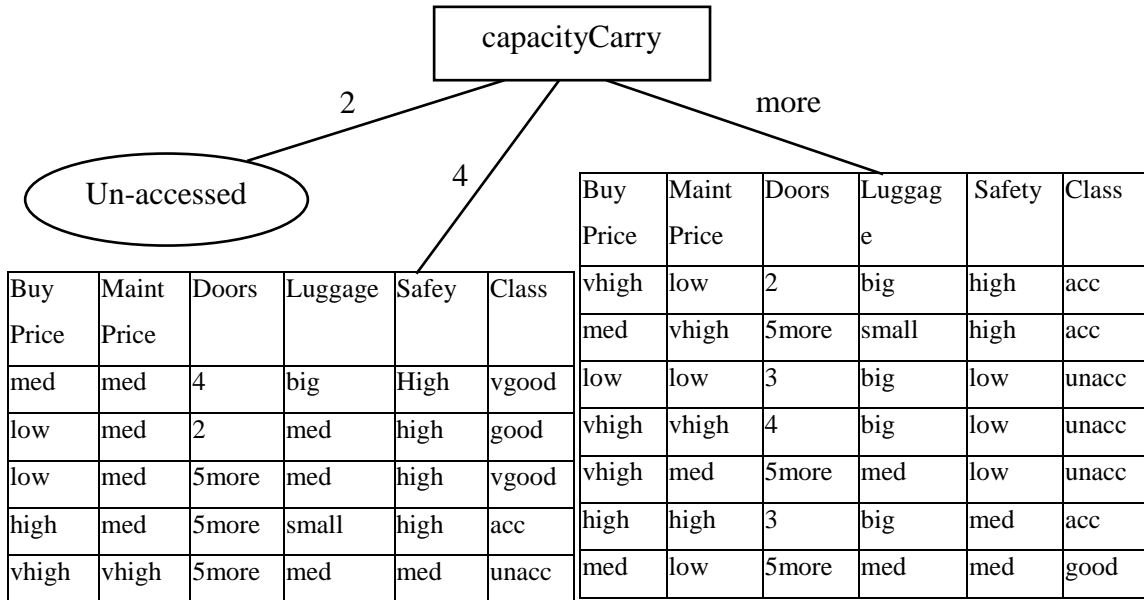 capacityCarry
2
more
4
Un-accessed
Buy Price Maint Price Doors Luggage Safey Class
med med 4 big High vgood
low med 2 med high good
low med 5more med high vgood
high med 5more small high acc
vhigh vhigh 5more med med unacc
Buy Price Maint Price Doors Luggag e Safety Class
vhigh low 2 big high acc
med vhigh 5more small high acc
low low 3 big low unacc
vhigh vhigh 4 big low unacc
vhigh med 5more med low unacc
high high 3 big med acc
med low 5more med med good